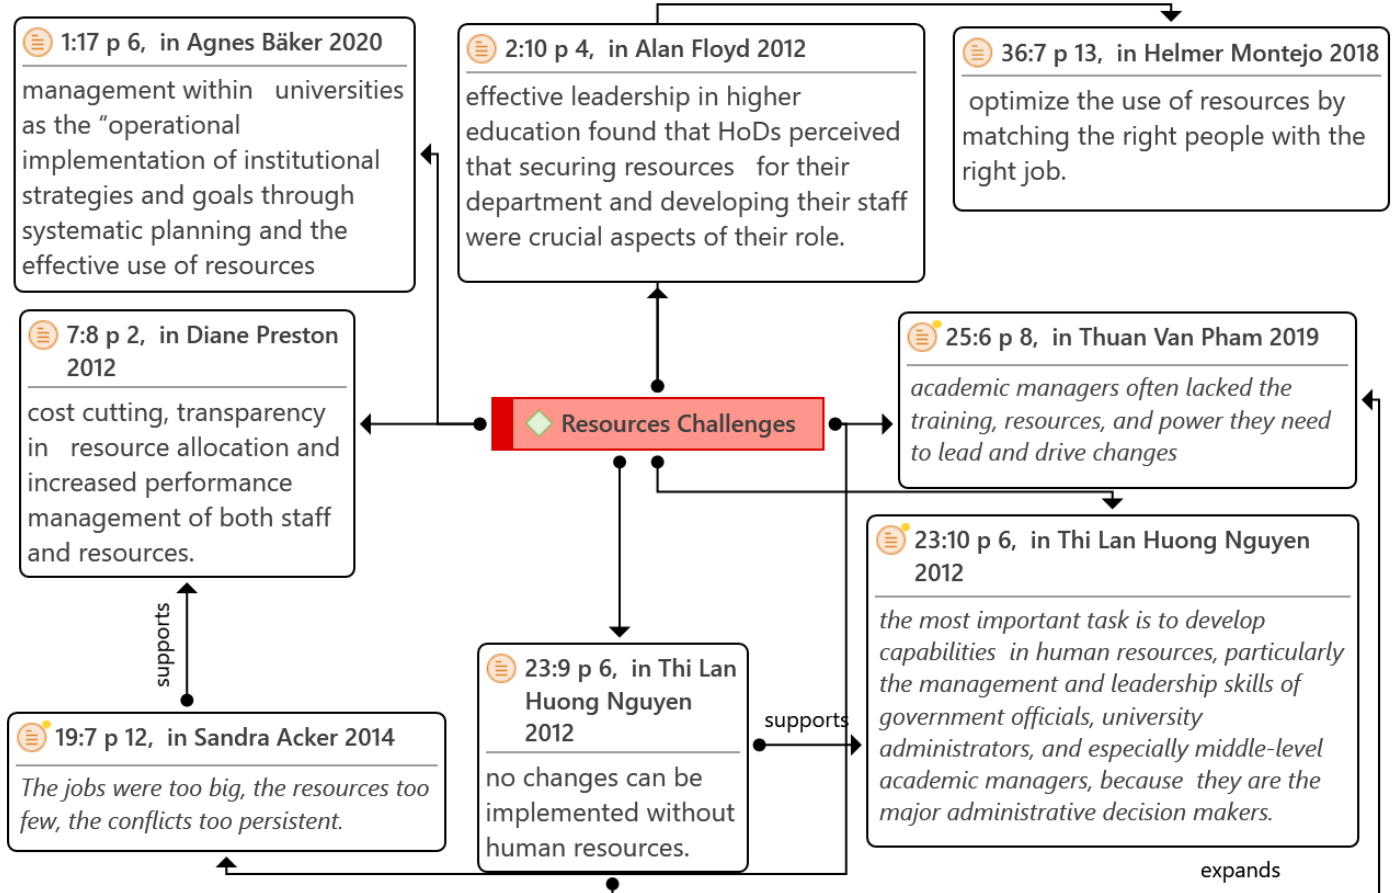 1:17 p 6, in Agnes Bäker 2020
management within universities
as the “operational
implementation of institutional
strategies and goals through
systematic planning and the
effective use of resources
2:10 p 4, in Alan Floyd 2012
effective leadership in higher
education found that HoDs perceived
that securing resources for their
department and developing their staff
were crucial aspects of their role.
36:7 p 13, in Helmer Montejo 2018
optimize the use of resources by
matching the right people with the
right job.
7:8 p 2, in Diane Preston
2012
cost cutting, transparency
in resource allocation and
increased performance
management of both staff
and resources.
Resources Challenges
25:6 p 8, in Thuan Van Pham 2019
academic managers often lacked the
training, resources, and power they need
to lead and drive changes
23:10 p 6, in Thi Lan Huong Nguyen
2012
the most important task is to develop
capabilities in human resources, particularly
the management and leadership skills of
government officials, university
administrators, and especially middle-level
academic managers, because they are the
major administrative decision makers.
supports
19:7 p 12, in Sandra Acker 2014
The jobs were too big, the resources too
few, the conflicts too persistent.
23:9 p 6, in Thi Lan
Huong Nguyen
2012
no changes can be
implemented without
human resources.
supports
expands